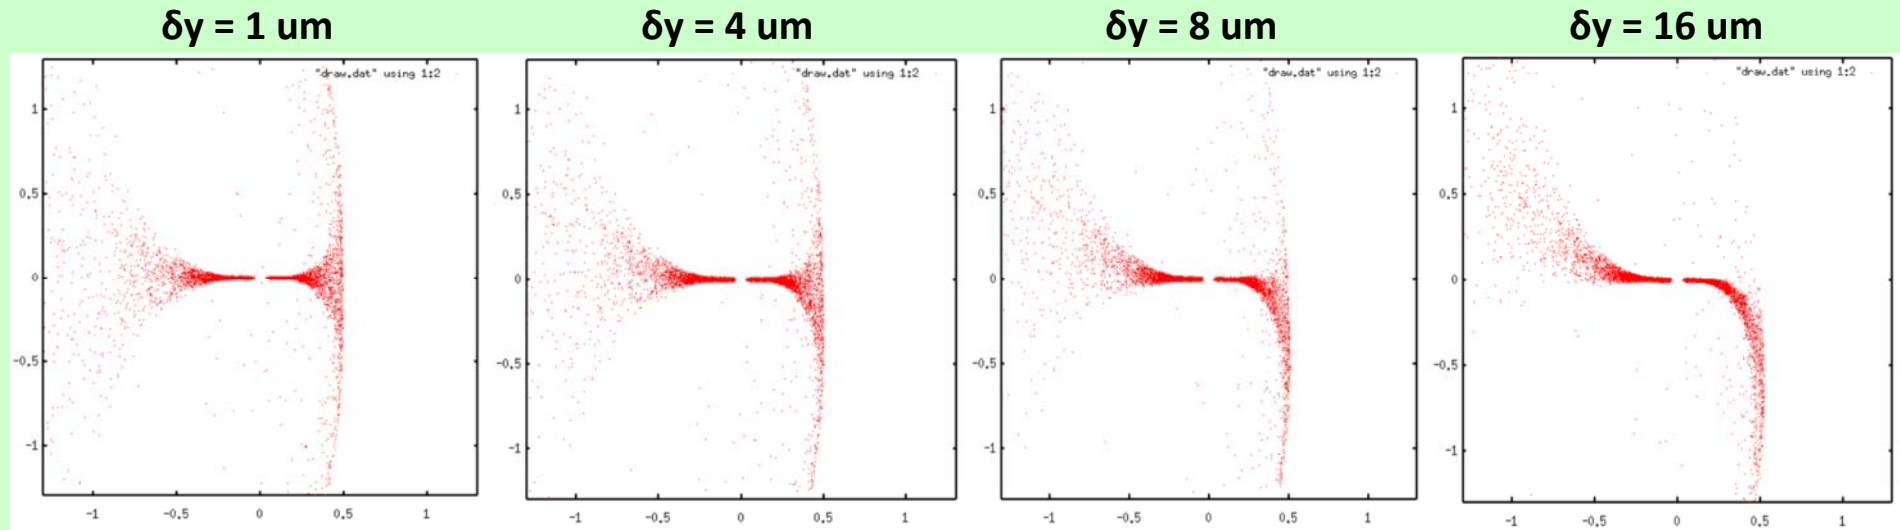 δy = 1 um
δy = 4 um
δy = 8 um
δy = 16 um
"draw.dat" using 1:2
1
0.5
0
-0.5
-1
-1 -0.5 0 0.5 1
"draw.dat" using 1:2
1
0.5
0
-0.5
-1
-1 -0.5 0 0.5 1
"draw.dat" using 1:2
1
0.5
0
-0.5
-1
-1 -0.5 0 0.5 1
"draw.dat" using 1:2
1
0.5
0
-0.5
-1
-1 -0.5 0 0.5 1